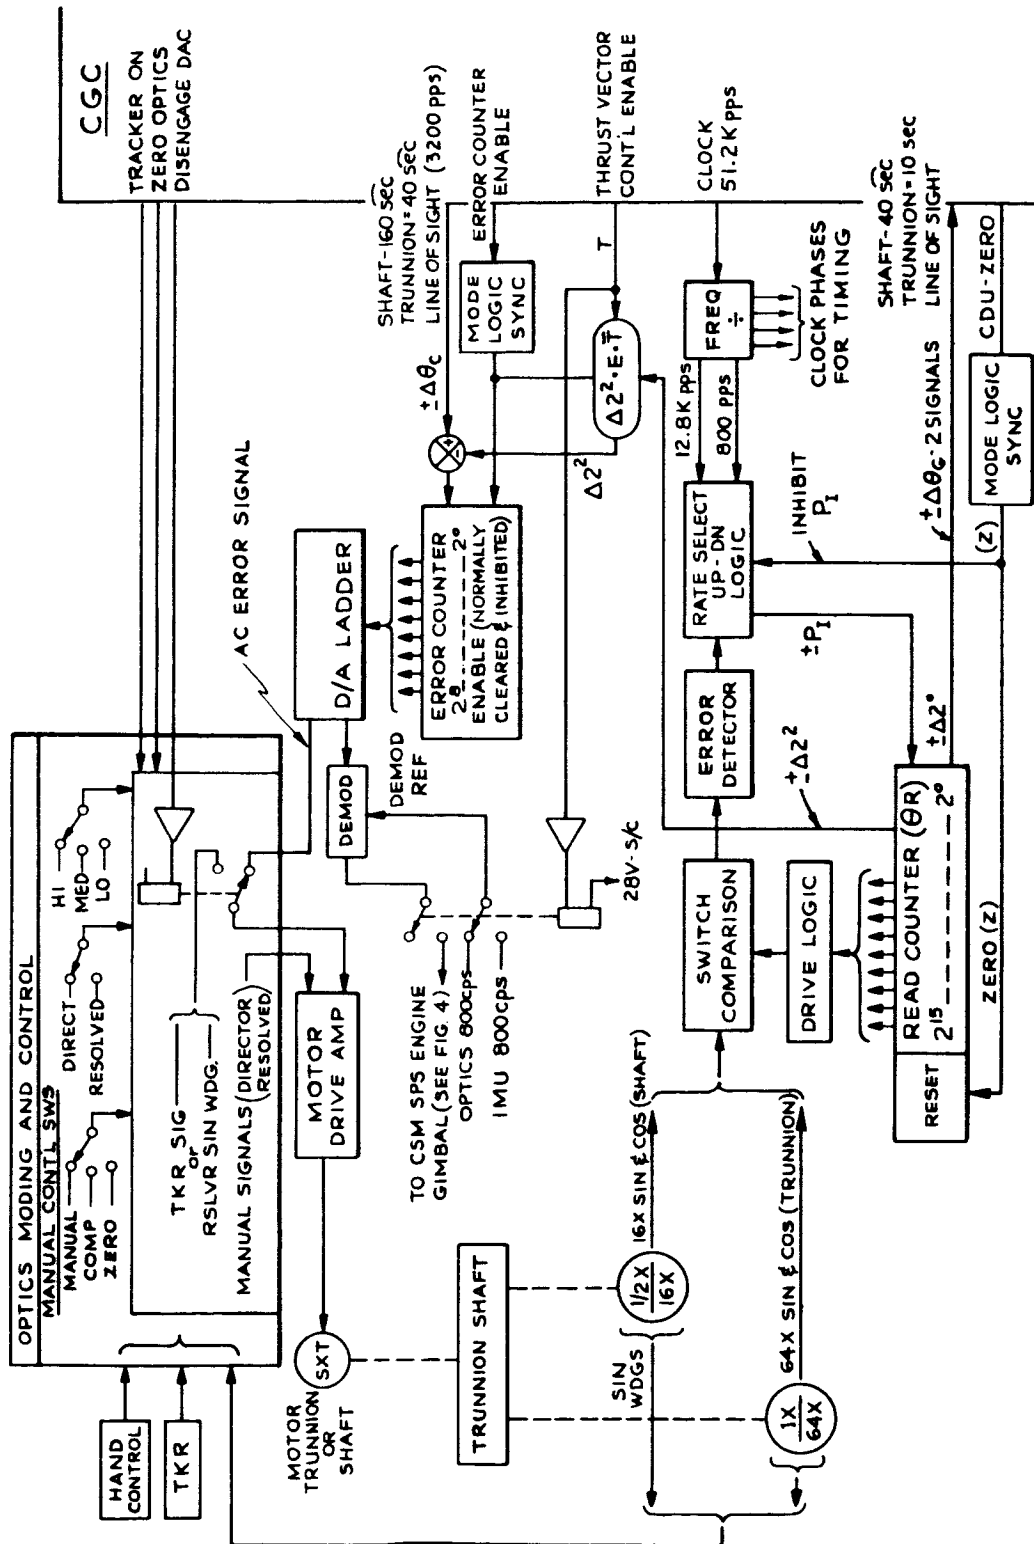 OPTICS MODING AND CONTROL
MANUAL CONTL SWS
MANUAL
COMP
ZERO
DIRECT
RESOLVED
HI
MED
LO
HAND
CONTROL
TKR
TKR SIG
OR
RSLVR SIN WDG.
MANUAL SIGNALS (DIRECTOR
(RESOLVED
CGC
TRACKER ON
ZERO OPTICS
DISENGAGE DAC
MOTOR
TRUNNION
OR
SHAFT
SXT
MOTOR
DRIVE AMP
AC ERROR SIGNAL
D/A LADDER
DEMOD
DEMOD
REF
ERROR COUNTER
2⁸ ------ 2⁰
ENABLE (NORMALLY
CLEARED & INHIBITED)
± Δθc
SHAFT-160 sec
TRUNNION=40 sec
LINE OF SIGHT (3200 PPS)
MODE
LOGIC
SYNC
ERROR COUNTER
ENABLE
TO CSM SPS ENGINE
GIMBAL (SEE FIG. 4)
OPTICS 800cps
IMU 800cps
28V-S/C
Δ2²
Δ2²·E·T̅
T
THRUST VECTOR
CONT'L ENABLE
TRUNNION SHAFT
1/2X
16X
SIN
WDGS
16X SIN & COS (SHAFT)
1X
64X
64X SIN & COS (TRUNNION)
SWITCH
COMPARISON
ERROR
DETECTOR
RATE SELECT
UP-DN
LOGIC
12.8K PPS
800 PPS
FREQ
÷
CLOCK
51.2K PPS
CLOCK PHASES
FOR TIMING
DRIVE LOGIC
±Δ2²
±PI
INHIBIT
PI
RESET
READ COUNTER (θR)
2¹⁵ ------ 2⁰
±Δ2⁰
±ΔθG-2 SIGNALS
SHAFT-40 sec
TRUNNION=10 sec
LINE OF SIGHT
ZERO (Z)
(Z)
MODE LOGIC
SYNC
CDU-ZERO